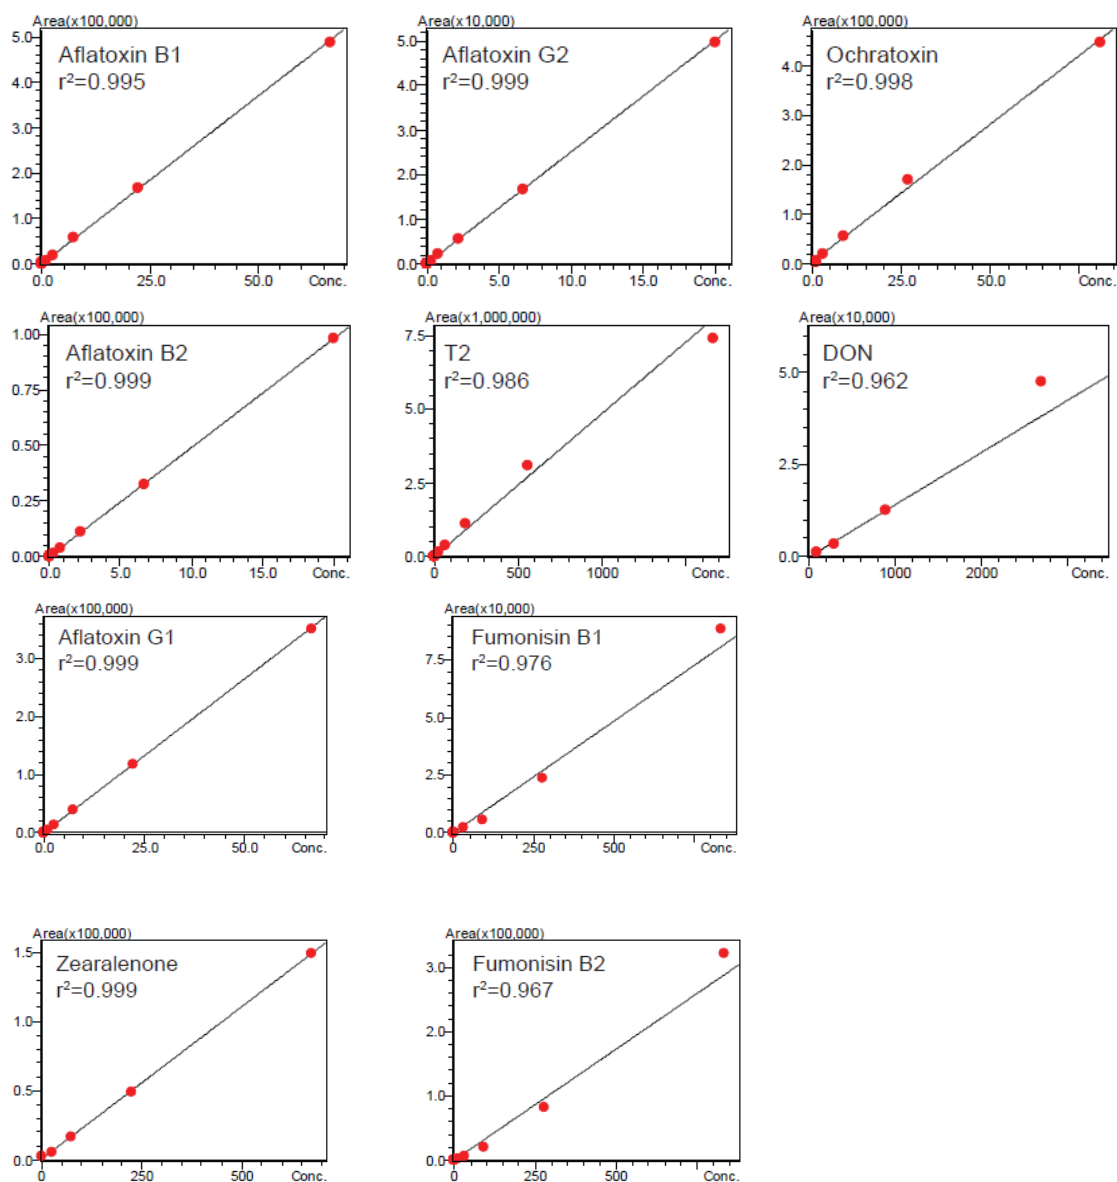 Area(x100,000)
Aflatoxin B1
r²=0.995
5.0
4.0
3.0
2.0
1.0
0.0
0.0 25.0 50.0 Conc.
Area(x10,000)
Aflatoxin G2
r²=0.999
5.0
4.0
3.0
2.0
1.0
0.0
0.0 5.0 10.0 15.0 Conc.
Area(x100,000)
Ochratoxin
r²=0.998
4.0
3.0
2.0
1.0
0.0
0.0 25.0 50.0 Conc.
Area(x100,000)
Aflatoxin B2
r²=0.999
1.00
0.75
0.50
0.25
0.00
0.0 5.0 10.0 15.0 Conc.
Area(x1,000,000)
T2
r²=0.986
7.5
5.0
2.5
0.0
0 500 1000 Conc.
Area(x10,000)
DON
r²=0.962
5.0
2.5
0.0
0 1000 2000 Conc.
Area(x100,000)
Aflatoxin G1
r²=0.999
3.0
2.0
1.0
0.0
0.0 25.0 50.0 Conc.
Area(x10,000)
Fumonisin B1
r²=0.976
7.5
5.0
2.5
0.0
0 250 500 Conc.
Area(x100,000)
Zearalenone
r²=0.999
1.5
1.0
0.5
0.0
0 250 500 Conc.
Area(x100,000)
Fumonisin B2
r²=0.967
3.0
2.0
1.0
0.0
0 250 500 Conc.